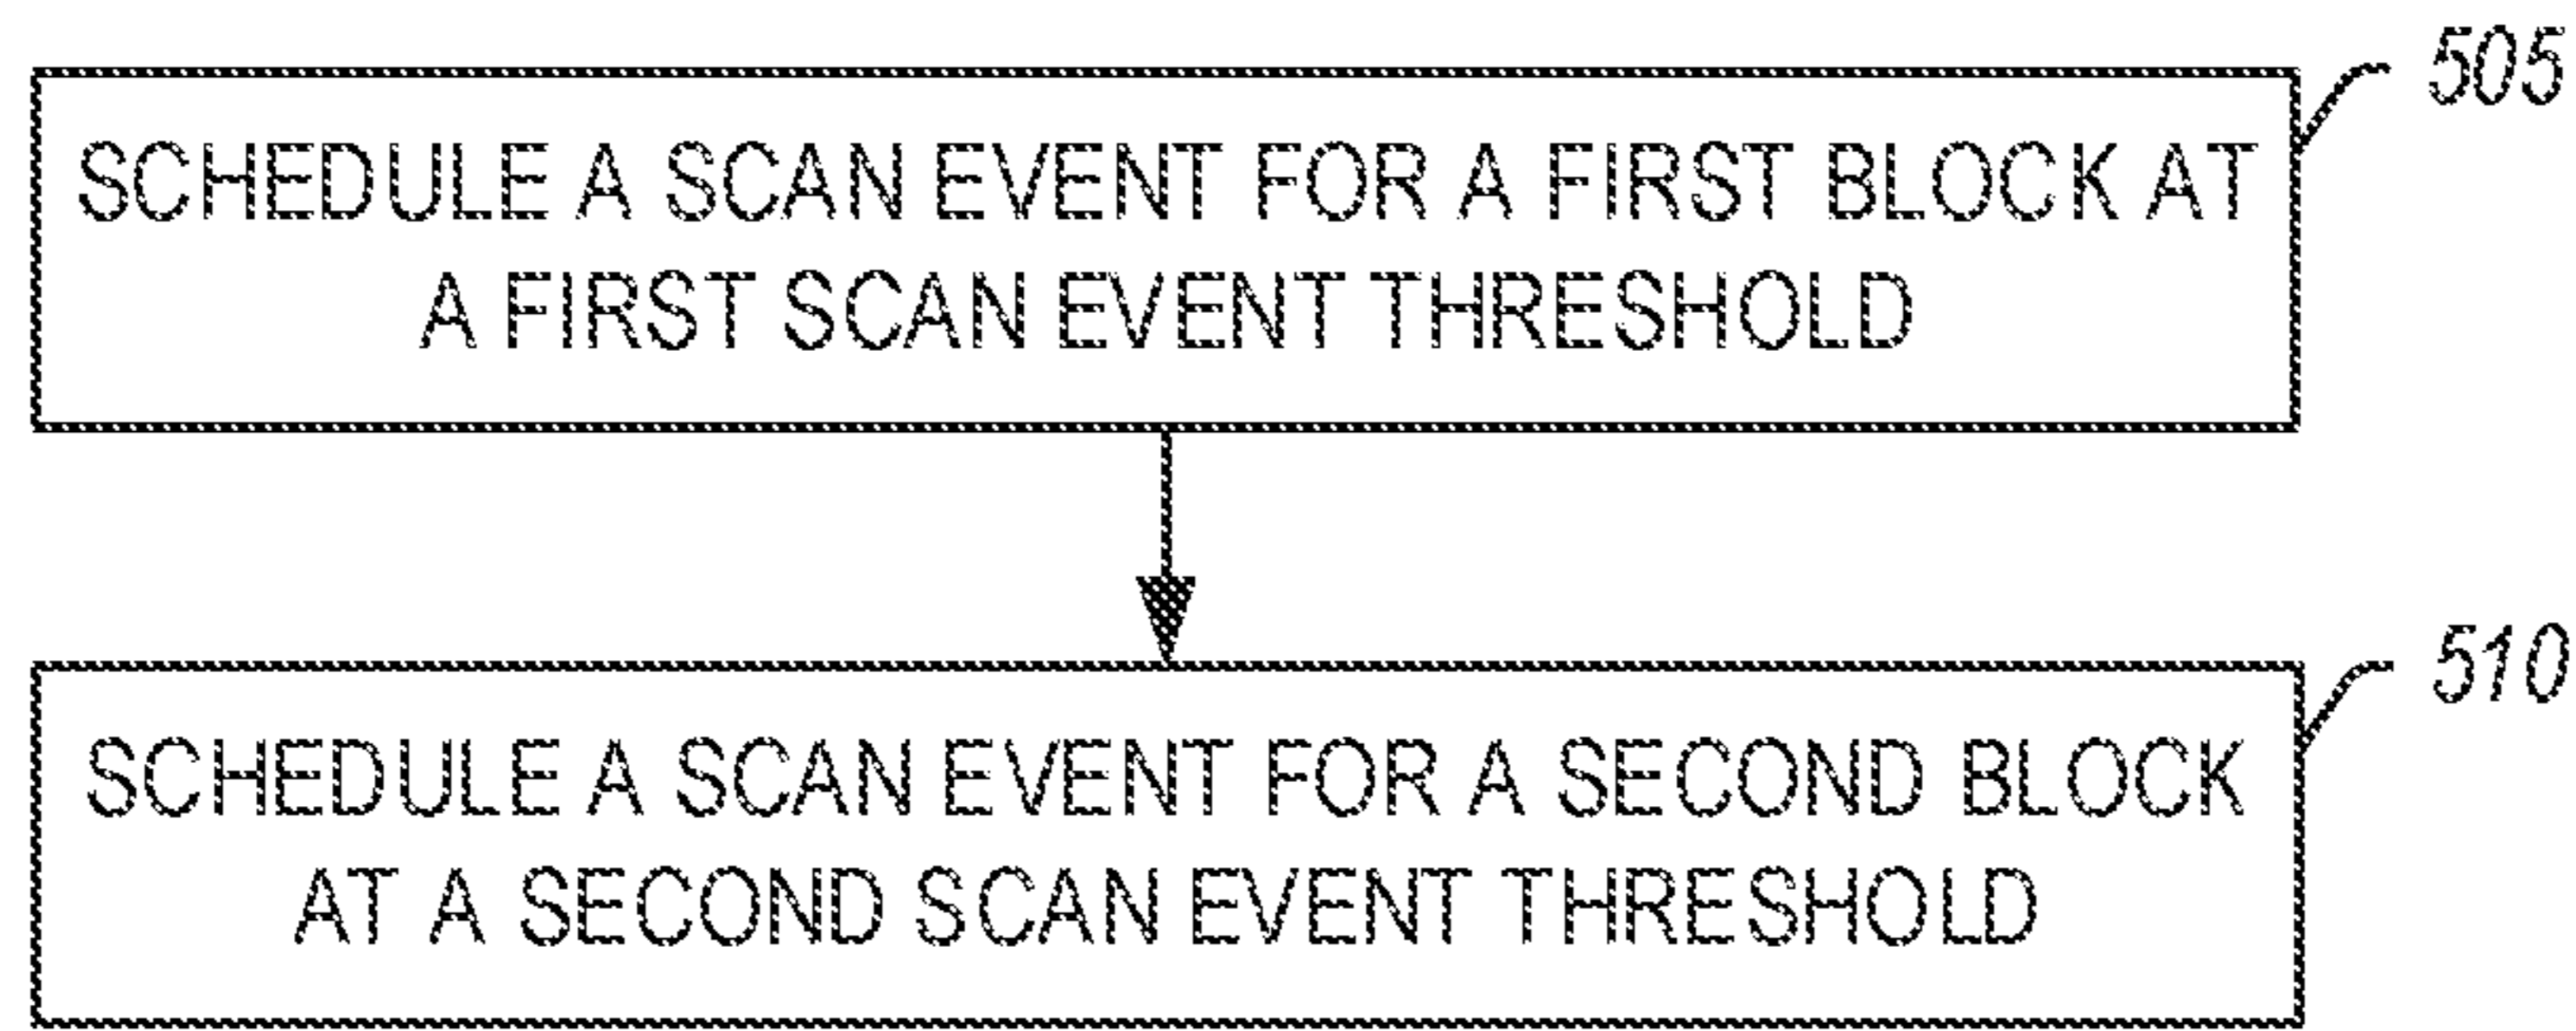 505
SCHEDULE A SCAN EVENT FOR A FIRST BLOCK AT
A FIRST SCAN EVENT THRESHOLD
510
SCHEDULE A SCAN EVENT FOR A SECOND BLOCK
AT A SECOND SCAN EVENT THRESHOLD